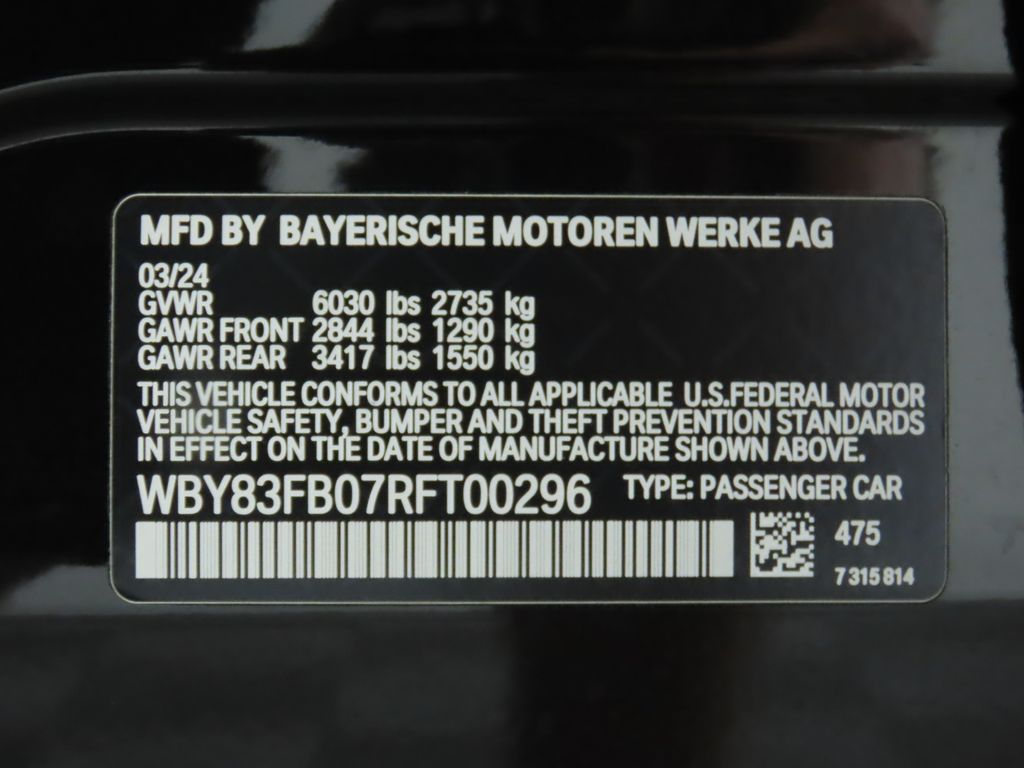 MFD BY BAYERISCHE MOTOREN WERKE AG
03/24
GVWR 6030 lbs 2735 kg
GAWR FRONT 2844 lbs 1290 kg
GAWR REAR 3417 lbs 1550 kg
THIS VEHICLE CONFORMS TO ALL APPLICABLE U.S.FEDERAL MOTOR
VEHICLE SAFETY, BUMPER AND THEFT PREVENTION STANDARDS
IN EFFECT ON THE DATE OF MANUFACTURE SHOWN ABOVE.
WBY83FB07RFT00296 TYPE: PASSENGER CAR
475
7 315 814